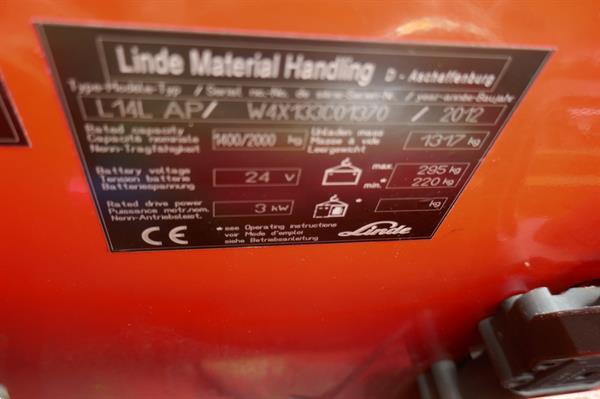 Linde Material Handling D - Aschaffenburg
Type-Modèle-Typ / Serial no.-No. de série-Serien-Nr. / year-année-Baujahr
L14L AP/ W4X133C01370 / 2012
Rated capacity
Capacité nominale 1400/2000 kg
Nenn-Tragfähigkeit
Unladen mass
Masse à vide 1317 kg
Leergewicht
Battery voltage
Tension batterie 24 V
Batteriespannung
max. 295 kg
min.* 220 kg
Rated drive power
Puissance motr.nom. 3 kW
Nenn-Antriebsleist.
* kg
CE
* see Operating instructions
voir Mode d'emploi
siehe Betriebsanleitung
Linde